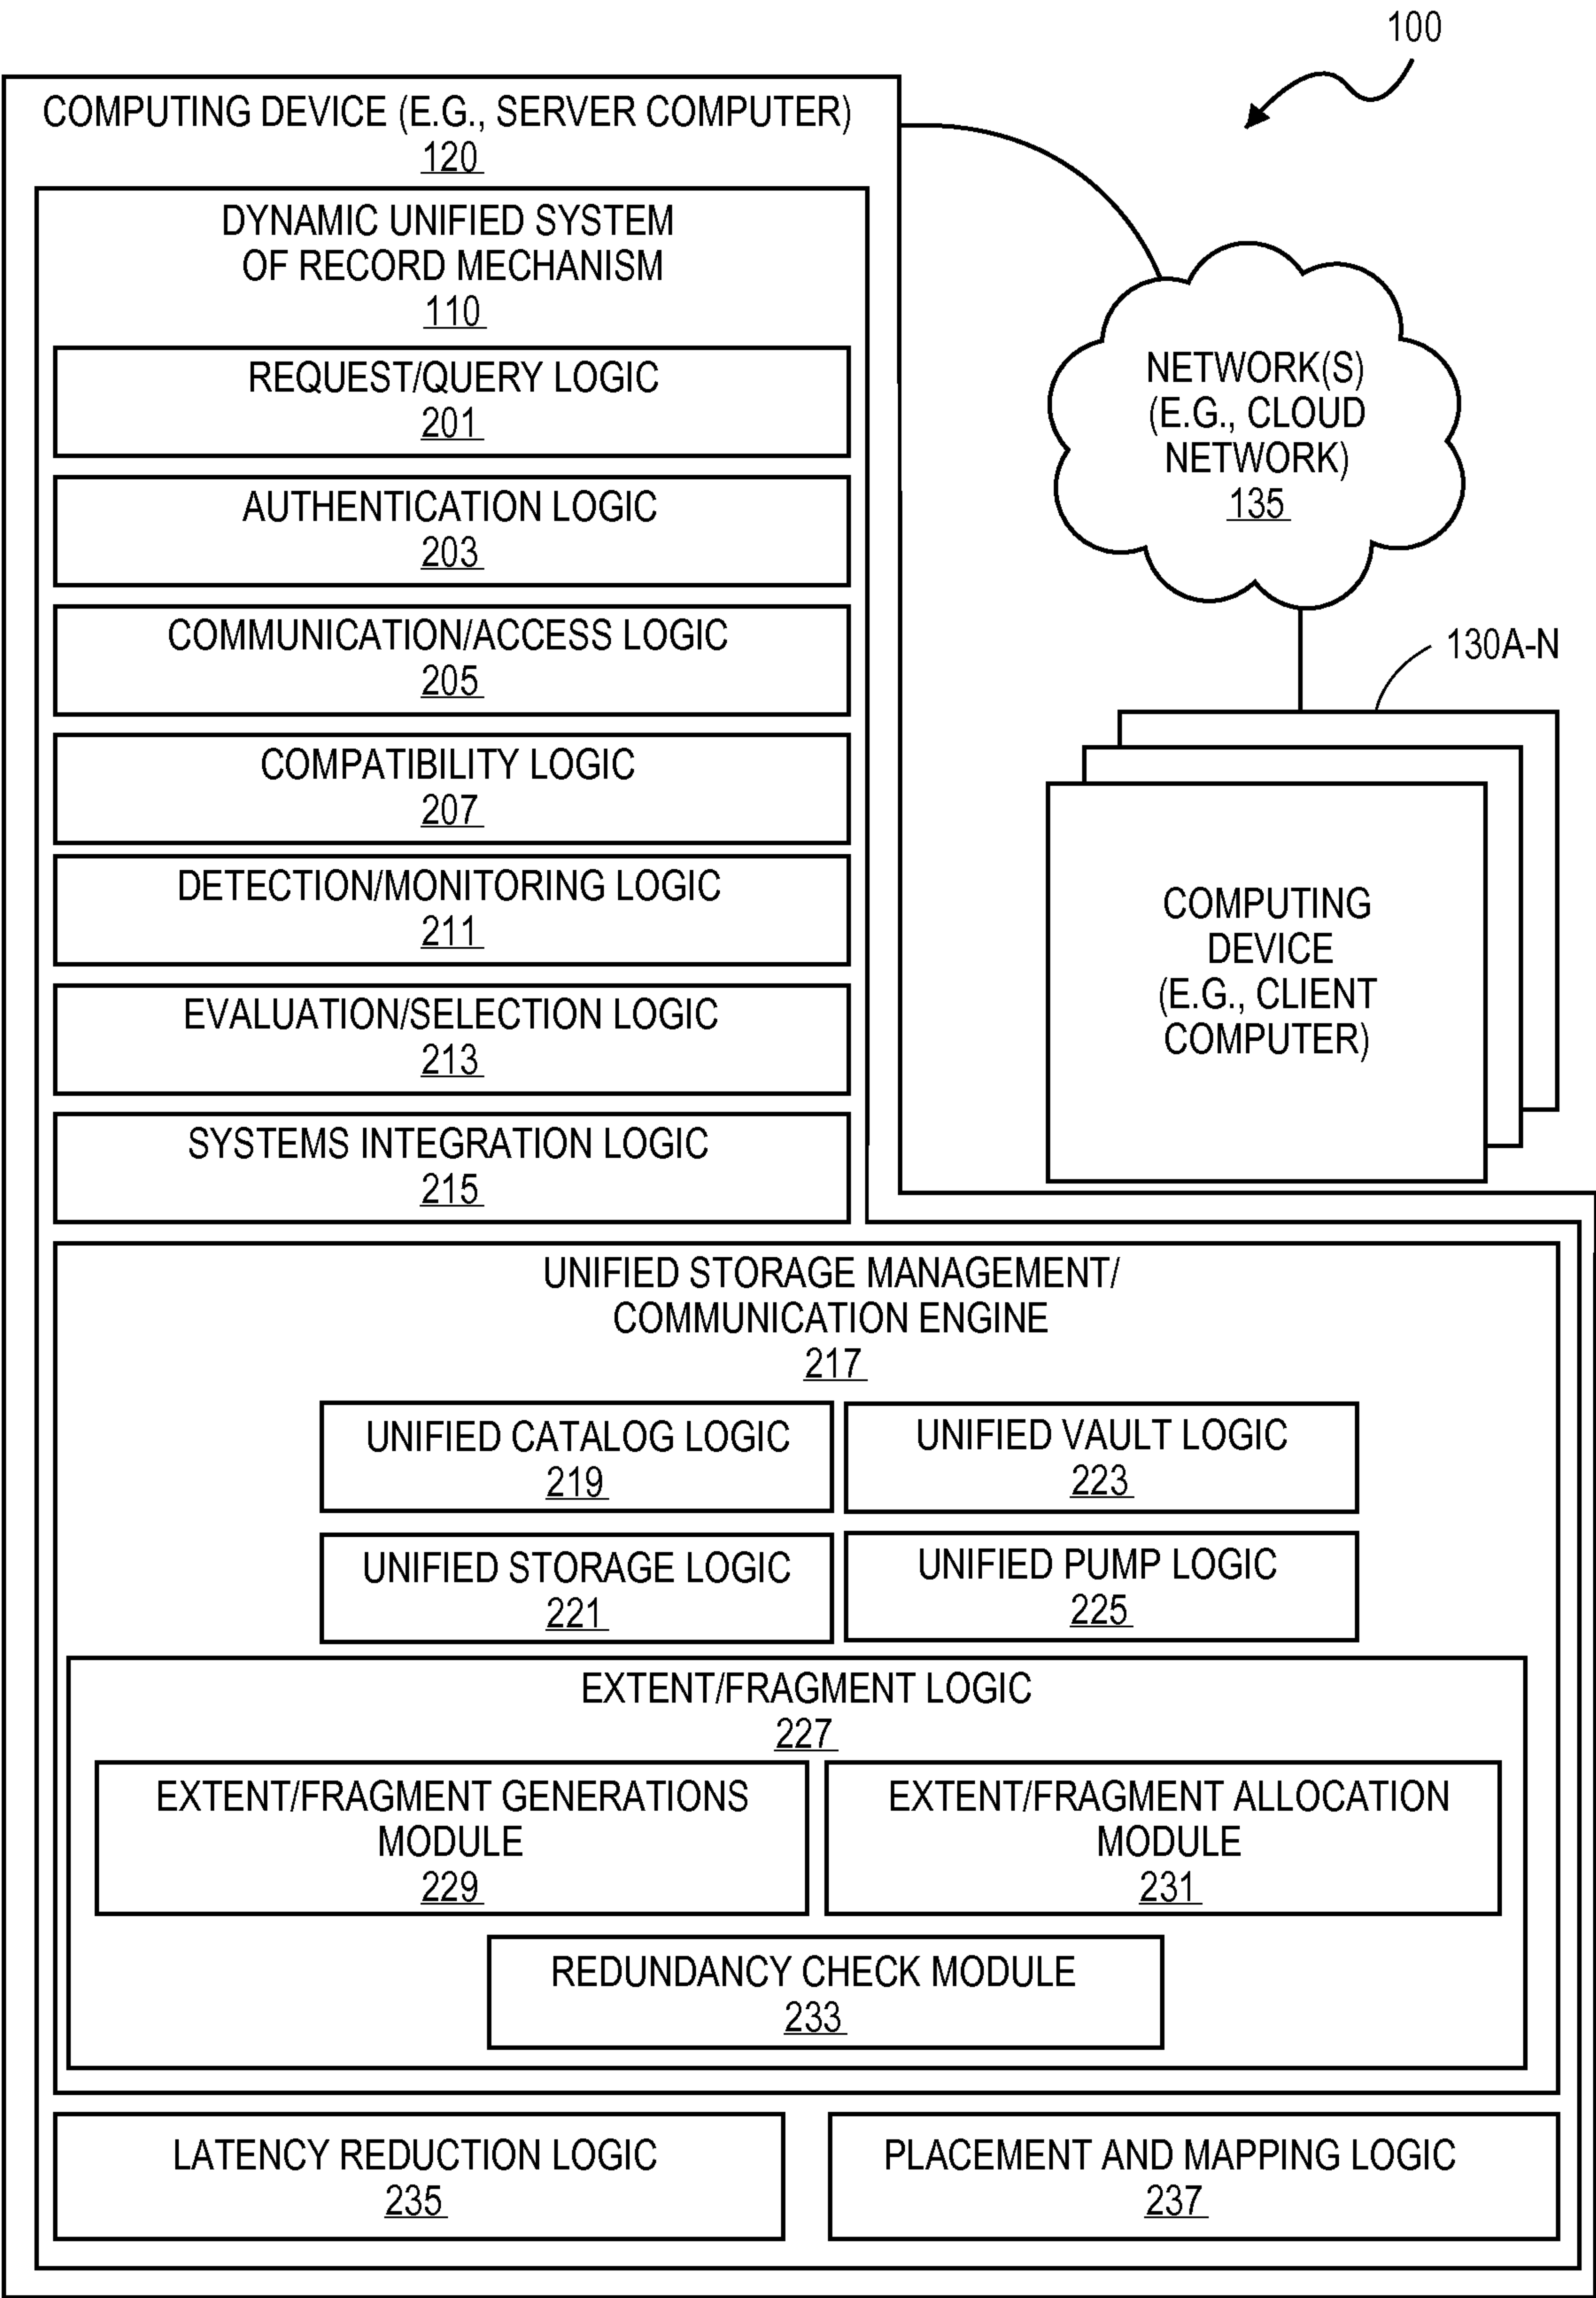 100
COMPUTING DEVICE (E.G., SERVER COMPUTER)
120
DYNAMIC UNIFIED SYSTEM
OF RECORD MECHANISM
110
REQUEST/QUERY LOGIC
201
AUTHENTICATION LOGIC
203
COMMUNICATION/ACCESS LOGIC
205
COMPATIBILITY LOGIC
207
DETECTION/MONITORING LOGIC
211
EVALUATION/SELECTION LOGIC
213
SYSTEMS INTEGRATION LOGIC
215
NETWORK(S)
(E.G., CLOUD
NETWORK)
135
130A-N
COMPUTING
DEVICE
(E.G., CLIENT
COMPUTER)
UNIFIED STORAGE MANAGEMENT/
COMMUNICATION ENGINE
217
UNIFIED CATALOG LOGIC
219
UNIFIED VAULT LOGIC
223
UNIFIED STORAGE LOGIC
221
UNIFIED PUMP LOGIC
225
EXTENT/FRAGMENT LOGIC
227
EXTENT/FRAGMENT GENERATIONS
MODULE
229
EXTENT/FRAGMENT ALLOCATION
MODULE
231
REDUNDANCY CHECK MODULE
233
LATENCY REDUCTION LOGIC
235
PLACEMENT AND MAPPING LOGIC
237